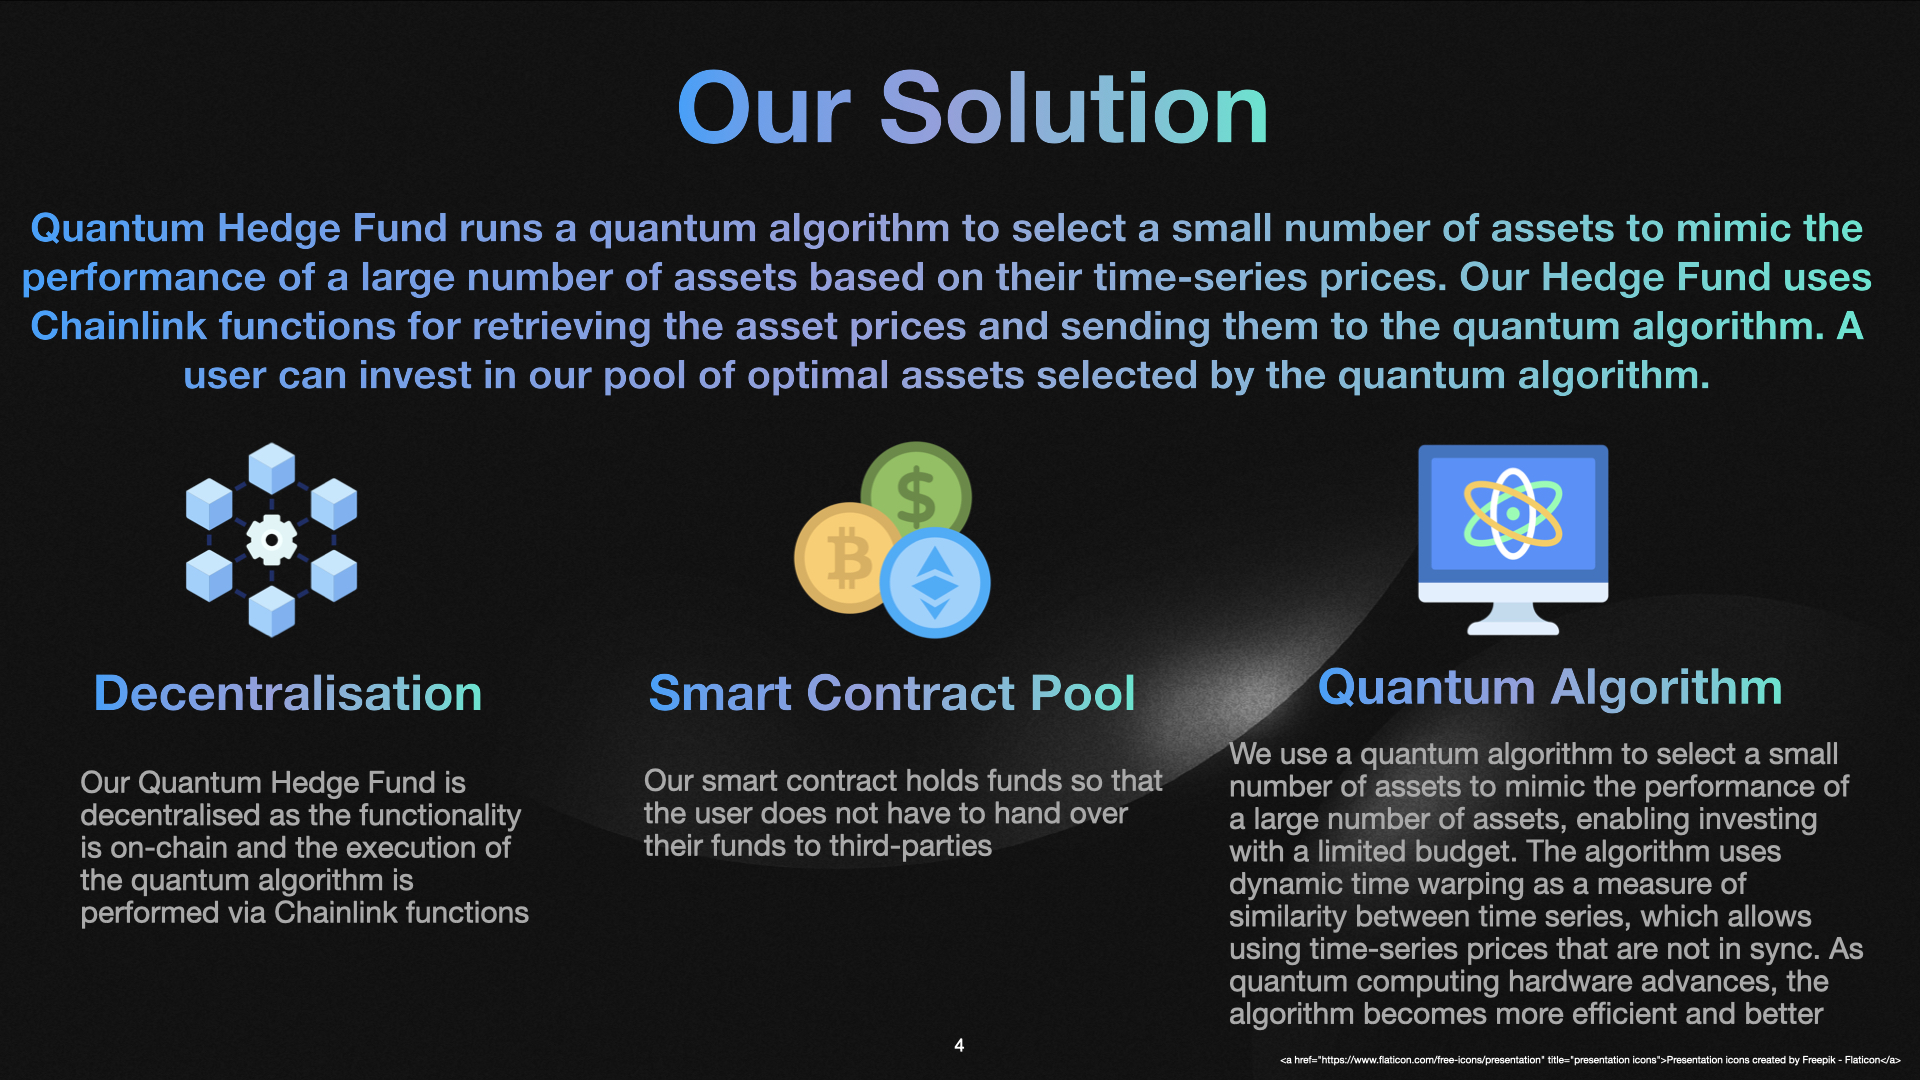 Our Solution
Quantum Hedge Fund runs a quantum algorithm to select a small number of assets to mimic the
performance of a large number of assets based on their time-series prices. Our Hedge Fund uses
Chainlink functions for retrieving the asset prices and sending them to the quantum algorithm. A
user can invest in our pool of optimal assets selected by the quantum algorithm.
Decentralisation
Our Quantum Hedge Fund is
decentralised as the functionality
is on-chain and the execution of
the quantum algorithm is
performed via Chainlink functions
Smart Contract Pool
Our smart contract holds funds so that
the user does not have to hand over
their funds to third-parties
Quantum Algorithm
We use a quantum algorithm to select a small
number of assets to mimic the performance of
a large number of assets, enabling investing
with a limited budget. The algorithm uses
dynamic time warping as a measure of
similarity between time series, which allows
using time-series prices that are not in sync. As
quantum computing hardware advances, the
algorithm becomes more efficient and better
4
<a href="https://www.flaticon.com/free-icons/presentation" title="presentation icons">Presentation icons created by Freepik - Flaticon</a>